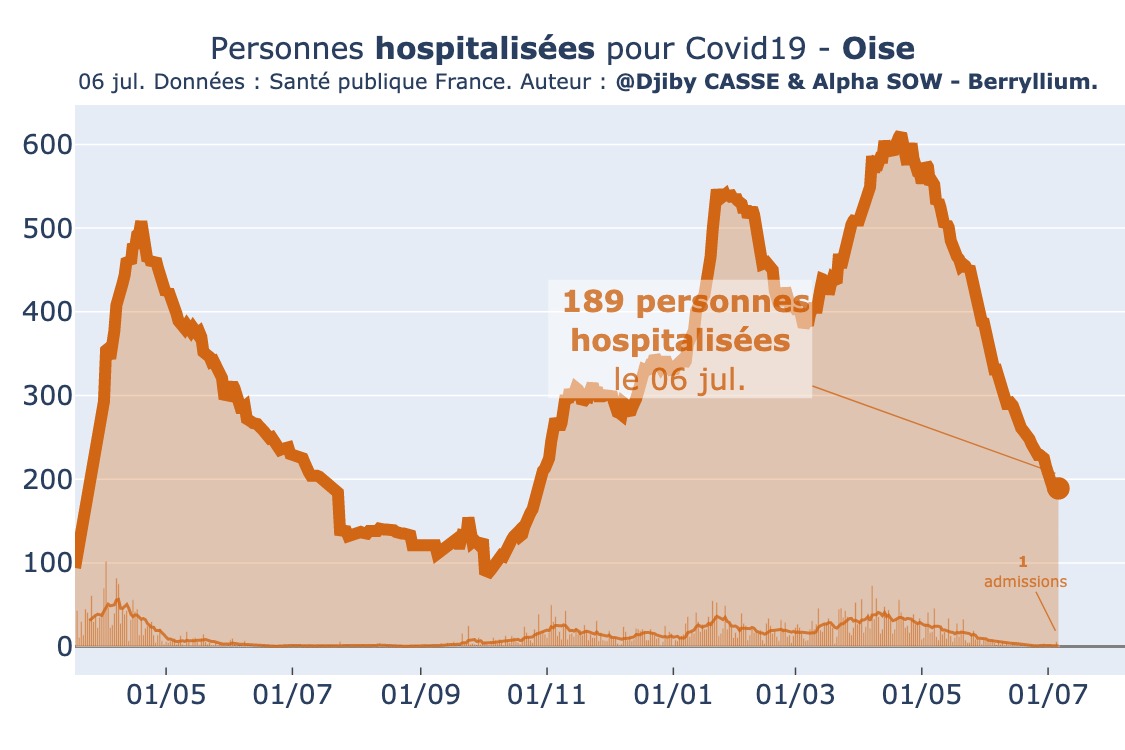 Personnes hospitalisées pour Covid19 - Oise
06 jul. Données : Santé publique France. Auteur : @Djiby CASSE & Alpha SOW - Berryllium.
600
500
400
300
200
100
0
189 personnes
hospitalisées
le 06 jul.
1
admissions
01/05
01/07
01/09
01/11
01/01
01/03
01/05
01/07